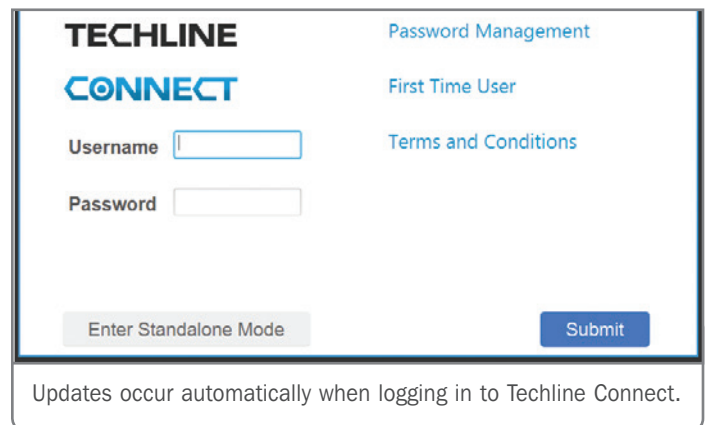 TECHLINE
CONNECT
Username
Password
Password Management
First Time User
Terms and Conditions
Enter Standalone Mode
Submit
Updates occur automatically when logging in to Techline Connect.